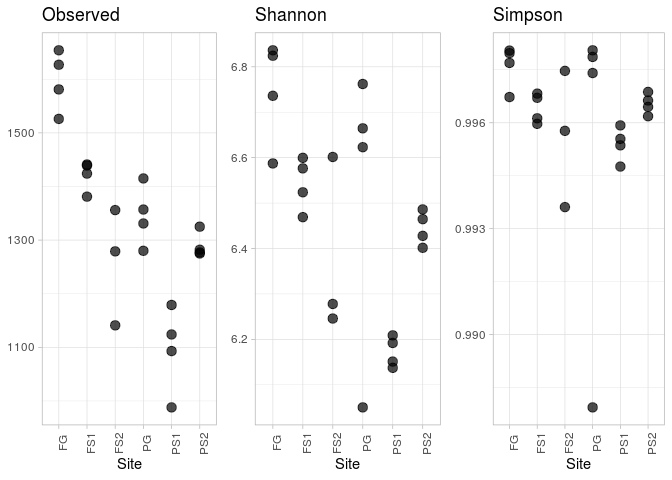 Observed
1500
1300
1100
FG
FS1
FS2
PG
PS1
PS2
Site
Shannon
6.8
6.6
6.4
6.2
FG
FS1
FS2
PG
PS1
PS2
Site
Simpson
0.996
0.993
0.990
FG
FS1
FS2
PG
PS1
PS2
Site